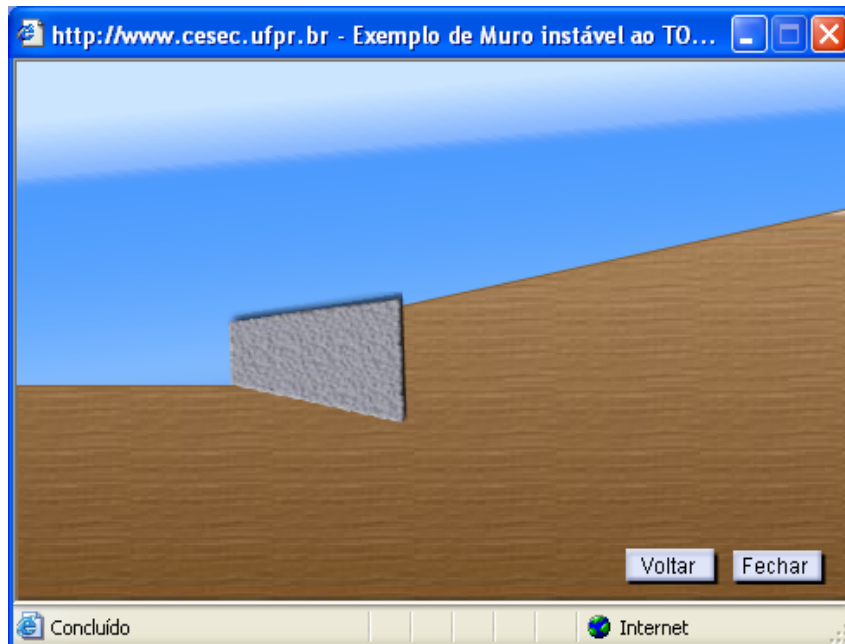 http://www.cesec.ufpr.br - Exemplo de Muro instável ao TO...
Voltar
Fechar
Concluído
Internet